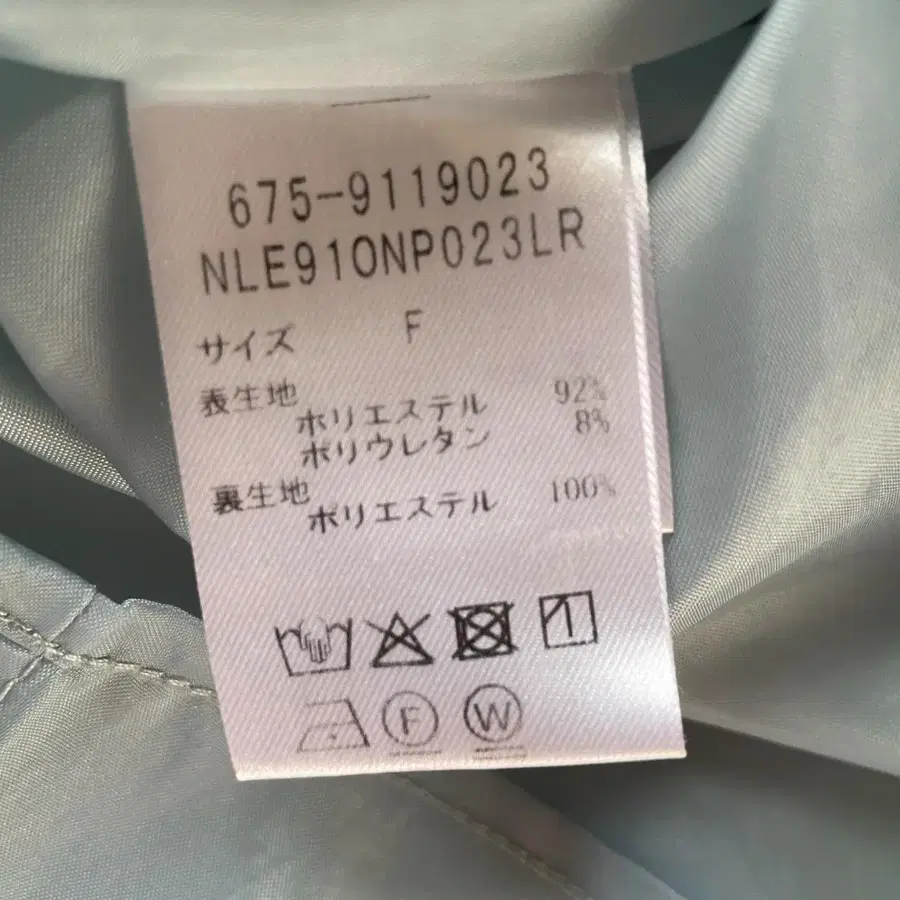 675-9119023
NLE910NP023LR
サイズ F
表生地
ポリエステル 92%
ポリウレタン 8%
裏生地
ポリエステル 100%
F W